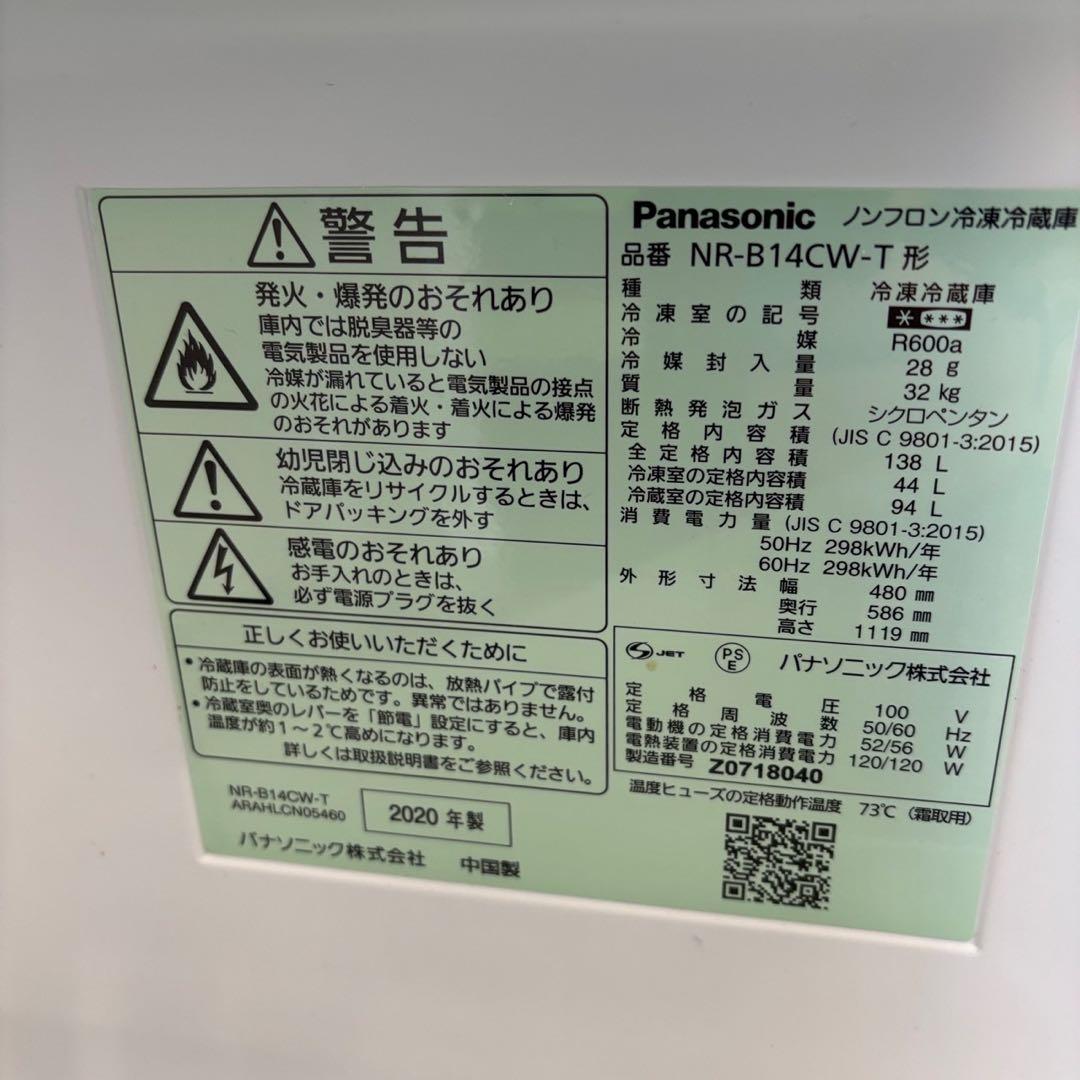 警告
発火・爆発のおそれあり
庫内では脱臭器等の
電気製品を使用しない
冷媒が漏れていると電気製品の接点
の火花による着火・着火による爆発
のおそれがあります
幼児閉じ込みのおそれあり
冷蔵庫をリサイクルするときは、
ドアパッキングを外す
感電のおそれあり
お手入れのときは、
必ず電源プラグを抜く
正しくお使いいただくために
●冷蔵庫の表面が熱くなるのは、放熱パイプで露付
防止をしているためです。異常ではありません。
●冷蔵室奥のレバーを「節電」設定にすると、庫内
温度が約1～2℃高めになります。
詳しくは取扱説明書をご参照ください。
NR-B14CW-T
ARAHLCN05460
2020年製
パナソニック株式会社 中国製
Panasonic ノンフロン冷凍冷蔵庫
品番 NR-B14CW-T 形
種類 冷凍冷蔵庫
冷凍室の記号 * ***
冷媒 R600a
冷媒封入量 28 g
質量 32 kg
断熱発泡ガス シクロペンタン
定格内容積 (JIS C 9801-3:2015)
全定格内容積 138 L
冷凍室の定格内容積 44 L
冷蔵室の定格内容積 94 L
消費電力量 (JIS C 9801-3:2015)
50Hz 298kWh/年
60Hz 298kWh/年
外形寸法 幅 480 mm
奥行 586 mm
高さ 1119 mm
S JET PS E パナソニック株式会社
定格電圧 100 V
定格周波数 50/60 Hz
電動機の定格消費電力 52/56 W
電熱装置の定格消費電力 120/120 W
製造番号 Z0718040
温度ヒューズの定格動作温度 73℃（霜取用）